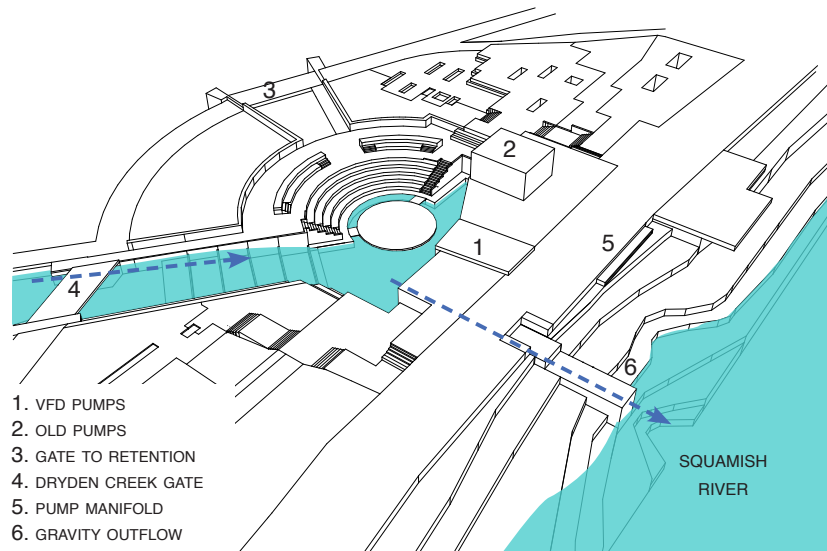 3
2
1
5
4
6
1. VFD PUMPS
2. OLD PUMPS
3. GATE TO RETENTION
4. DRYDEN CREEK GATE
5. PUMP MANIFOLD
6. GRAVITY OUTFLOW
SQUAMISH
RIVER